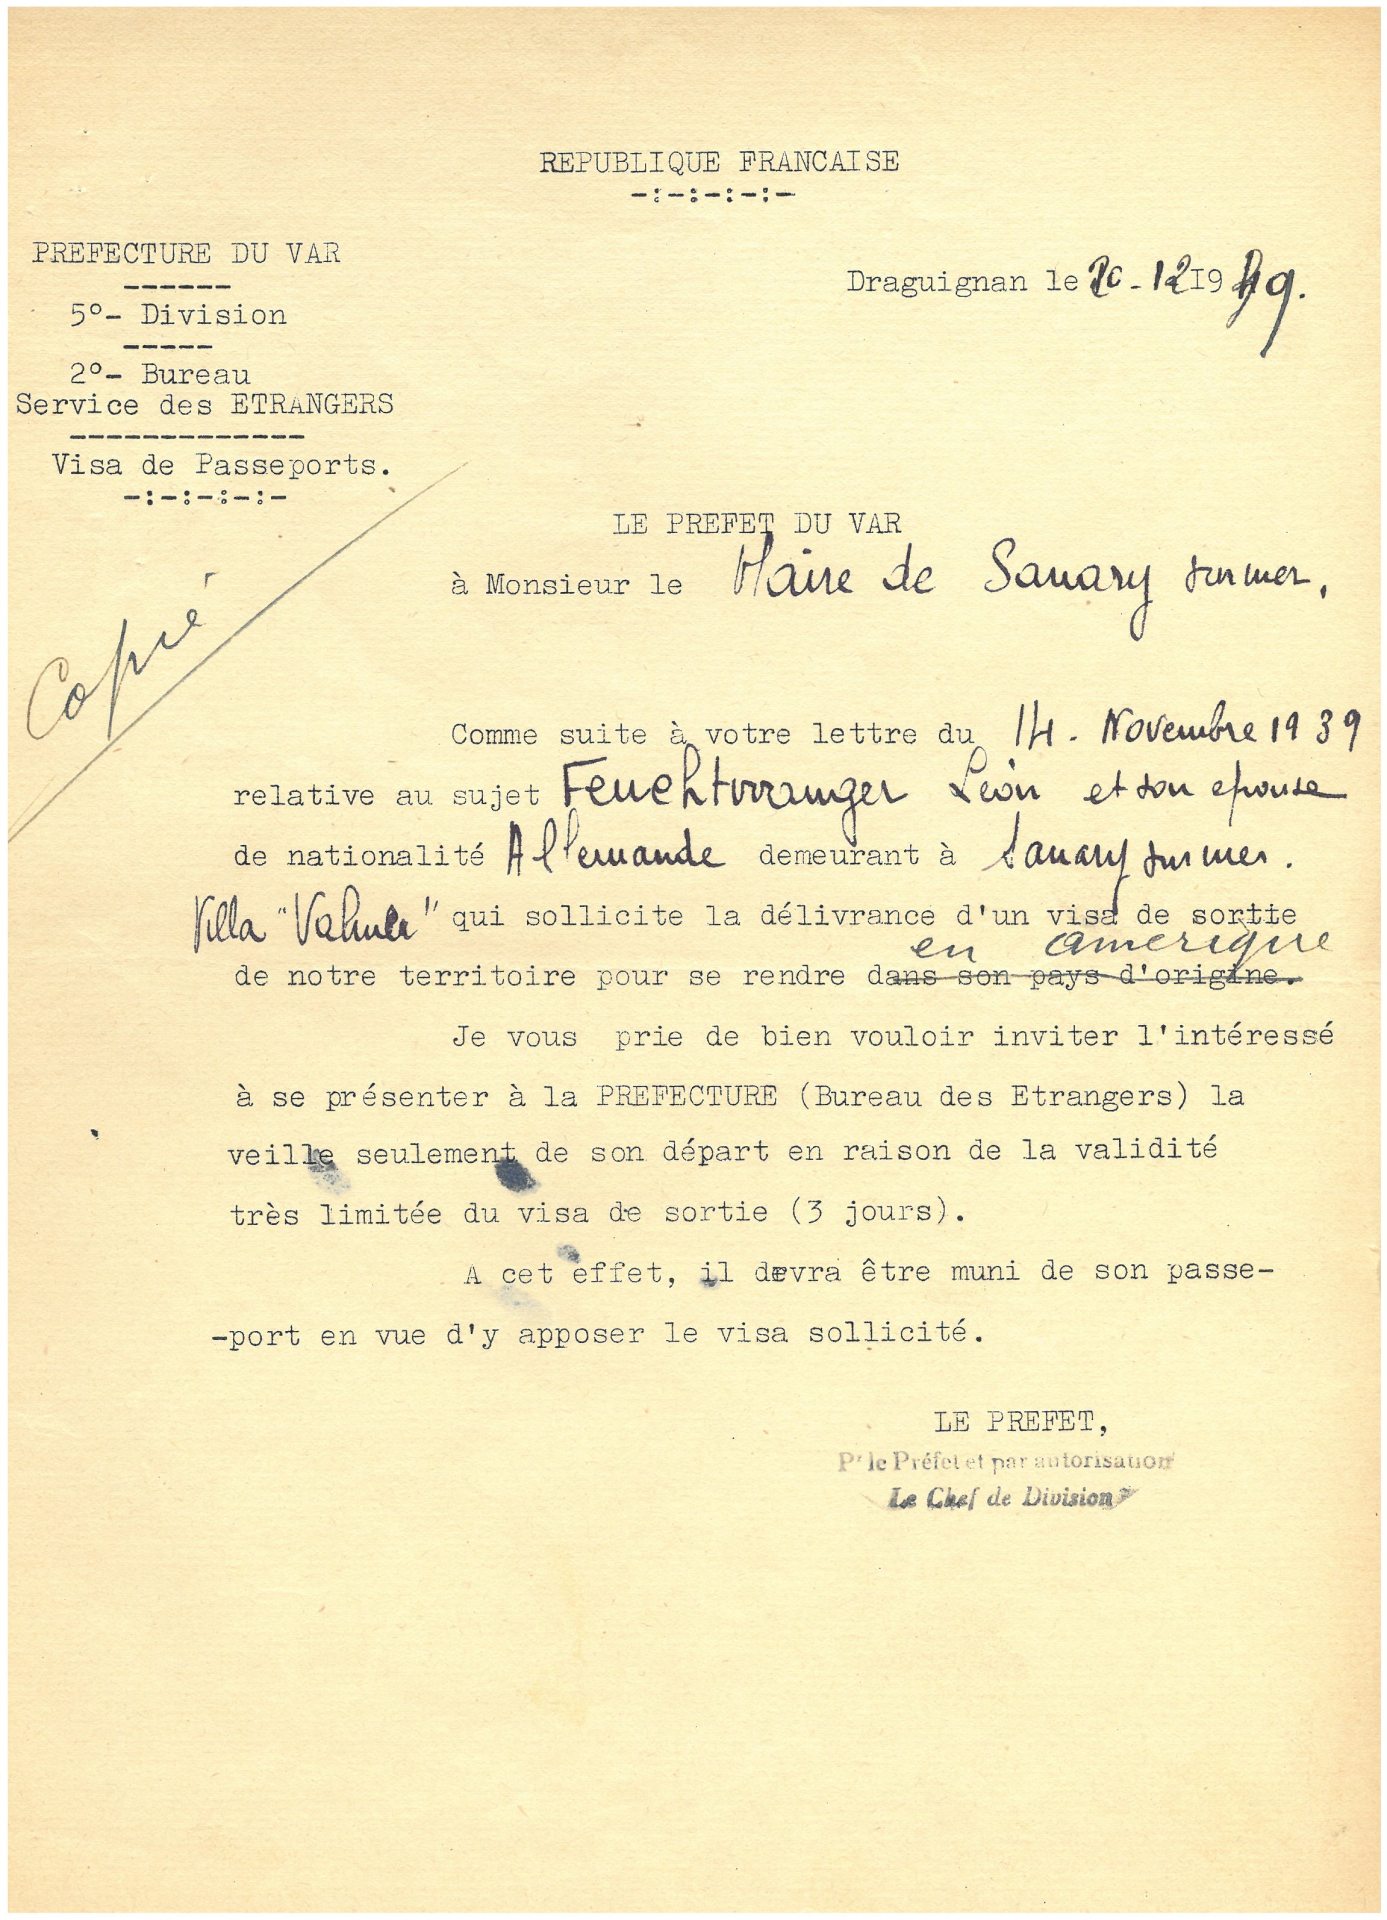 REPUBLIQUE FRANCAISE
-:-:-:-:-
PREFECTURE DU VAR
------
5°- Division
-----
2°- Bureau
Service des ETRANGERS
-------------
Visa de Passeports.
-:-:-:-:-
Draguignan le 20-12 I9 39.
LE PREFET DU VAR
à Monsieur le Maire de Sanary sur mer.
Copié
Comme suite à votre lettre du 14. Novembre 1939
relative au sujet Feuchtwanger Léon et son epouse
de nationalité Allemande demeurant à Sanary sur mer.
Villa "Valmer" qui sollicite la délivrance d'un visa de sortie
en amerique
de notre territoire pour se rendre dans son pays d'origine.
Je vous prie de bien vouloir inviter l'intéressé
à se présenter à la PREFECTURE (Bureau des Etrangers) la
veille seulement de son départ en raison de la validité
très limitée du visa de sortie (3 jours).
A cet effet, il devra être muni de son passe-
-port en vue d'y apposer le visa sollicité.
LE PREFET,
Pr le Préfet et par autorisation
Le Chef de Division